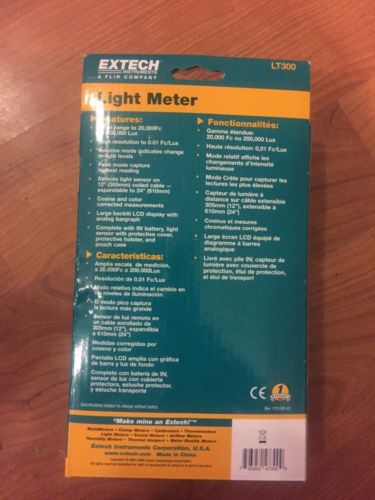 EXTECH
INSTRUMENTS
A FLIR COMPANY
LT300
Light Meter
Features:
range to 20,000Fc
Lux
High resolution to 0.01 Fc/Lux
Relative mode indicates change
light levels
Peak mode capture
highest reading
Remote light sensor on
12" (305mm) coiled cable —
expandable to 24" (610mm)
Cosine and color
corrected measurements
Large backlit LCD display with
analog bargraph
Complete with 9V battery, light
sensor with protective cover,
protective holster, and
pouch case
Características:
Amplia escala de medición
a 20.000Fc o 200.000Lux
Resolución de 0,01 Fc/Lux
Modo relativo indica el cambio en
niveles de iluminación
El modo pico captura
la lectura más grande
Sensor de luz remoto en
un cable enrollado de
305mm (12"), expandible
a 610mm (24")
Medidas corregidas por
coseno y color
Pantalla LCD amplia con gráfica
de barra y luz de fondo
Completo con batería de 9V,
sensor de luz con cubierta
protectora, estuche protector,
y estucha transporte
Fonctionnalités:
Gamme étendue:
20,000 Fc ou 200,000 Lux
Haute résolution: 0,01 Fc/Lux
Mode relatif affiche les
changements d'intensité
lumineuse
Mode Crête pour capturer les
lectures les plus élevées
Capteur de lumière à
distance sur câble extensible
305mm (12"), extensible à
610mm (24")
Cosinus et mesures
chromatiques corrigées
Large écran LCD équipé de
diagramme à barres
analogique
Livré avec pile 9V, capteur de
lumière avec couvercle de
protection, étui de protection,
et étui de transport
CE
1
Specifications subject to change without notice.
"Make mine an Extech!"™
MultiMeters • Clamp Meters • Calibrators • Thermometers
Light Meters • Sound Meters • Airflow Meters
Humidity Meters • Thermal Imagers • Water Quality Meters
Extech Instruments Corporation, U.S.A.
www.extech.com Made in China.